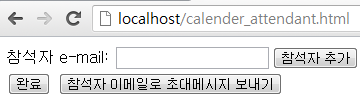 localhost/calender_attendant.html
참석자 e-mail: 참석자 추가
완료 참석자 이메일로 초대메시지 보내기